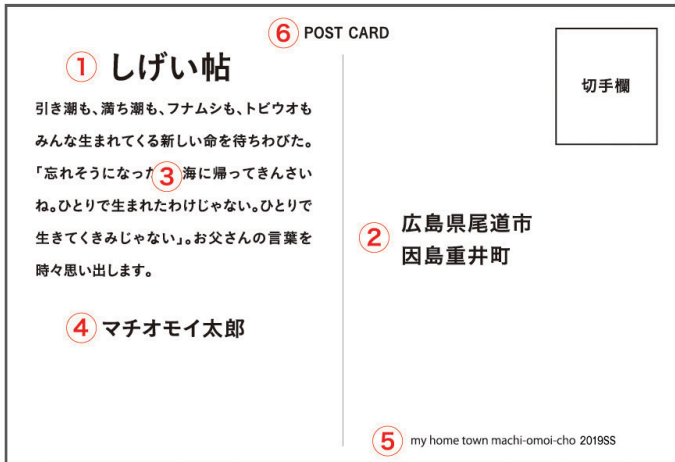 ⑥ POST CARD
① しげい帖
引き潮も、満ち潮も、フナムシも、トビウオも
みんな生まれてくる新しい命を待ちわびた。
「忘れそうになった ③ 海に帰ってきんさい
ね。ひとりで生まれたわけじゃない。ひとりで
生きてくきみじゃない」。お父さんの言葉を
時々思い出します。
④ マチオモイ太郎
切手欄
② 広島県尾道市
因島重井町
⑤ my home town machi-omoi-cho 2019SS